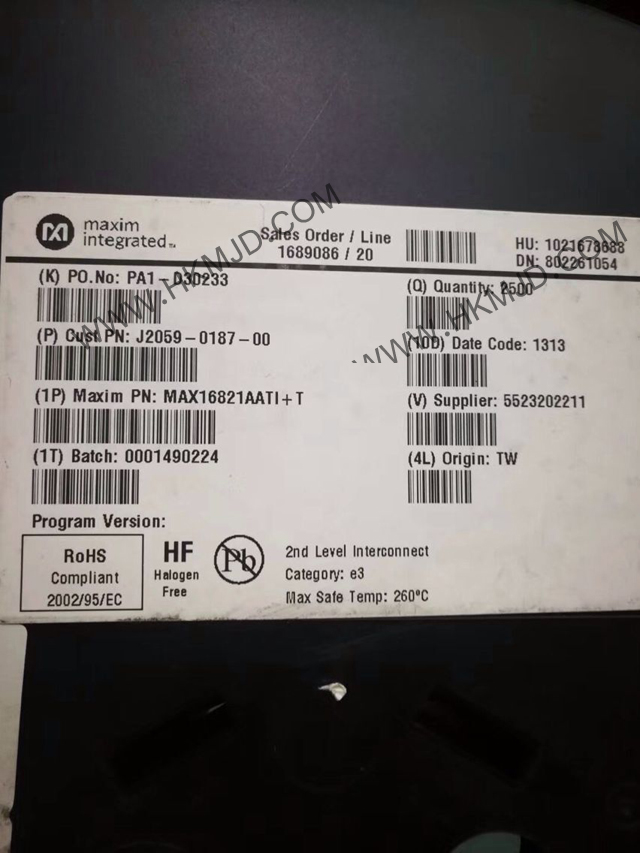 maxim
integrated™
Sales Order / Line
1689086 / 20
HU: 1021673688
DN: 802261054
(K) PO.No: PA1-D30233
(Q) Quantity: 2500
(P) Cust PN: J2059-0187-00
(10D) Date Code: 1313
(1P) Maxim PN: MAX16821AATI+T
(V) Supplier: 5523202211
(1T) Batch: 0001490224
(4L) Origin: TW
Program Version:
RoHS
Compliant
2002/95/EC
HF
Halogen
Free
Pb
2nd Level Interconnect
Category: e3
Max Safe Temp: 260°C
WWW.HKMJD.COM
WWW.HKMJD.COM